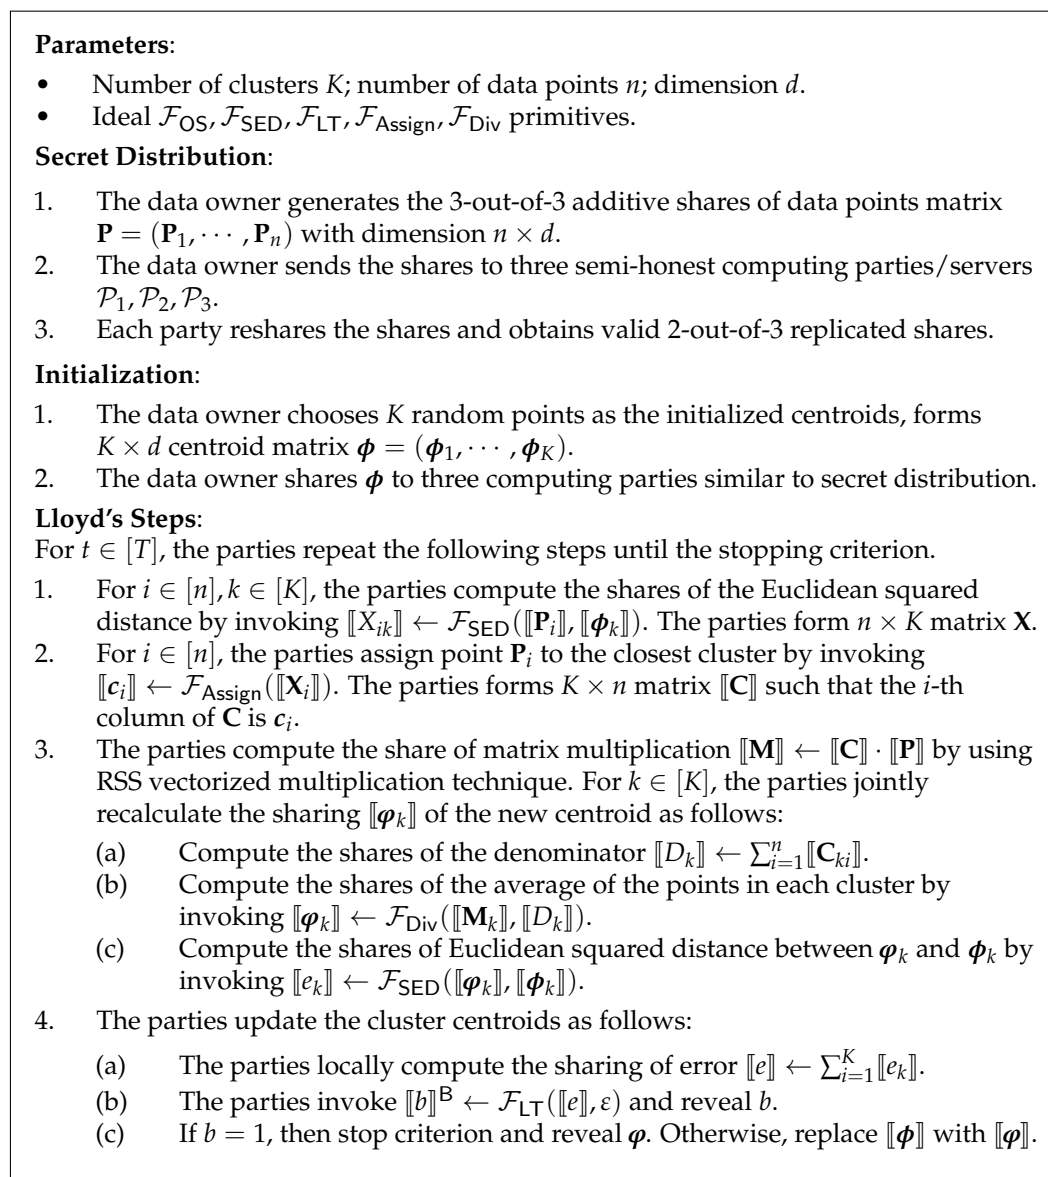 Parameters:
• Number of clusters K; number of data points n; dimension d.
• Ideal 𝓕_OS, 𝓕_SED, 𝓕_LT, 𝓕_Assign, 𝓕_Div primitives.
Secret Distribution:
1. The data owner generates the 3-out-of-3 additive shares of data points matrix
P = (P₁, ⋯ , Pₙ) with dimension n × d.
2. The data owner sends the shares to three semi-honest computing parties/servers
𝒫₁, 𝒫₂, 𝒫₃.
3. Each party reshares the shares and obtains valid 2-out-of-3 replicated shares.
Initialization:
1. The data owner chooses K random points as the initialized centroids, forms
K × d centroid matrix ϕ = (ϕ₁, ⋯ , ϕ_K).
2. The data owner shares ϕ to three computing parties similar to secret distribution.
Lloyd's Steps:
For t ∈ [T], the parties repeat the following steps until the stopping criterion.
1. For i ∈ [n], k ∈ [K], the parties compute the shares of the Euclidean squared
distance by invoking ⟦X_ik⟧ ← 𝓕_SED(⟦P_i⟧, ⟦ϕ_k⟧). The parties form n × K matrix X.
2. For i ∈ [n], the parties assign point P_i to the closest cluster by invoking
⟦c_i⟧ ← 𝓕_Assign(⟦X_i⟧). The parties forms K × n matrix ⟦C⟧ such that the i-th
column of C is c_i.
3. The parties compute the share of matrix multiplication ⟦M⟧ ← ⟦C⟧ · ⟦P⟧ by using
RSS vectorized multiplication technique. For k ∈ [K], the parties jointly
recalculate the sharing ⟦φ_k⟧ of the new centroid as follows:
(a) Compute the shares of the denominator ⟦D_k⟧ ← ∑ⁿ_{i=1}⟦C_ki⟧.
(b) Compute the shares of the average of the points in each cluster by
invoking ⟦φ_k⟧ ← 𝓕_Div(⟦M_k⟧, ⟦D_k⟧).
(c) Compute the shares of Euclidean squared distance between φ_k and ϕ_k by
invoking ⟦e_k⟧ ← 𝓕_SED(⟦φ_k⟧, ⟦ϕ_k⟧).
4. The parties update the cluster centroids as follows:
(a) The parties locally compute the sharing of error ⟦e⟧ ← ∑^K_{i=1}⟦e_k⟧.
(b) The parties invoke ⟦b⟧^B ← 𝓕_LT(⟦e⟧, ε) and reveal b.
(c) If b = 1, then stop criterion and reveal φ. Otherwise, replace ⟦ϕ⟧ with ⟦φ⟧.